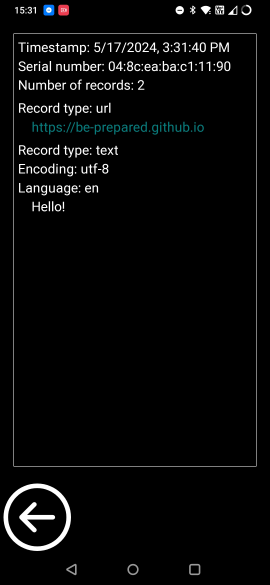 15:31
Timestamp: 5/17/2024, 3:31:40 PM
Serial number: 04:8c:ea:ba:c1:11:90
Number of records: 2
Record type: url
https://be-prepared.github.io
Record type: text
Encoding: utf-8
Language: en
Hello!